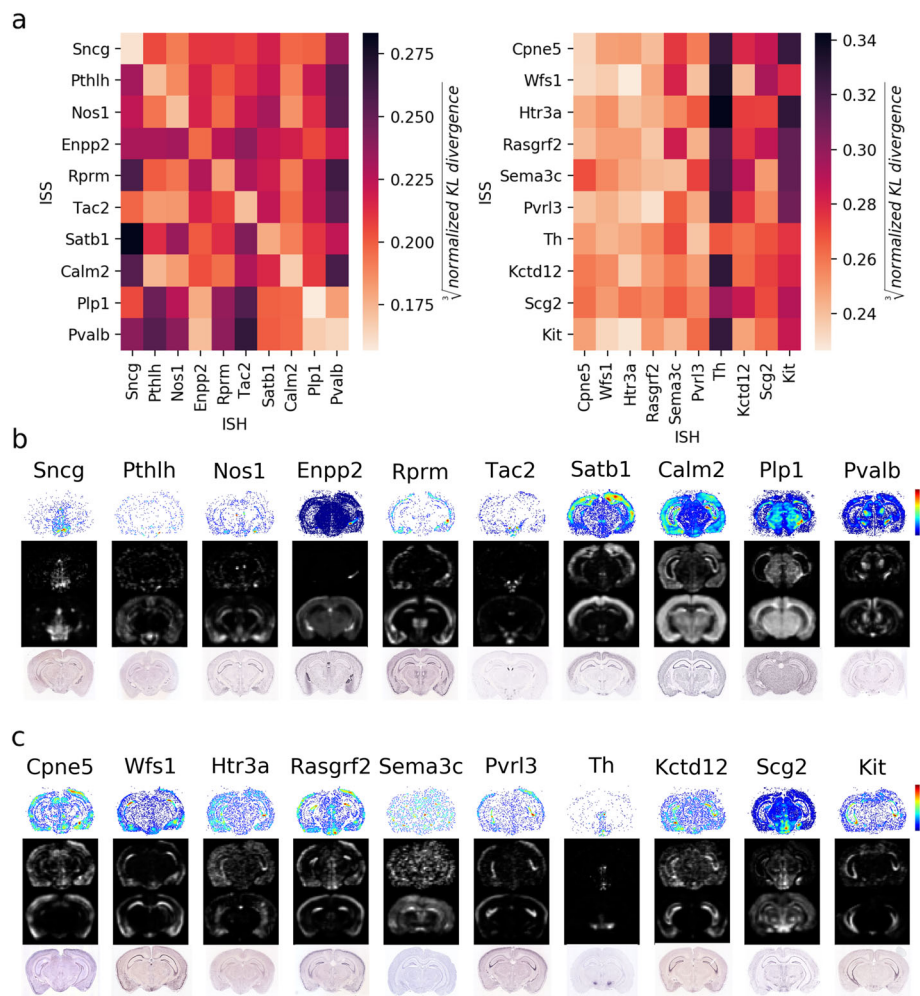 a
Sncg
Pthlh
Nos1
Enpp2
Rprm
Tac2
Satb1
Calm2
Plp1
Pvalb
ISS
Sncg Pthlh Nos1 Enpp2 Rprm Tac2 Satb1 Calm2 Plp1 Pvalb
ISH
0.275
0.250
0.225
0.200
0.175
3√normalized KL divergence
Cpne5
Wfs1
Htr3a
Rasgrf2
Sema3c
Pvrl3
Th
Kctd12
Scg2
Kit
ISS
Cpne5 Wfs1 Htr3a Rasgrf2 Sema3c Pvrl3 Th Kctd12 Scg2 Kit
ISH
0.34
0.32
0.30
0.28
0.26
0.24
3√normalized KL divergence
b
Sncg Pthlh Nos1 Enpp2 Rprm Tac2 Satb1 Calm2 Plp1 Pvalb
c
Cpne5 Wfs1 Htr3a Rasgrf2 Sema3c Pvrl3 Th Kctd12 Scg2 Kit